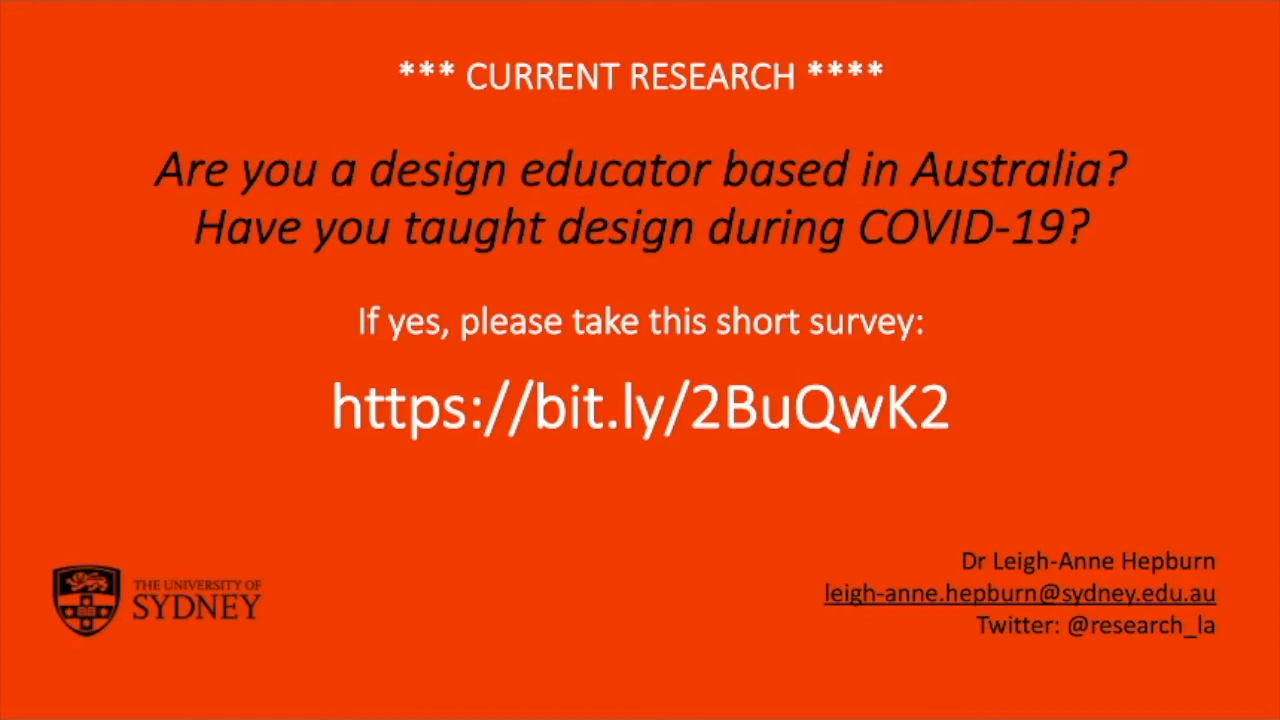 *** CURRENT RESEARCH ****
Are you a design educator based in Australia?
Have you taught design during COVID-19?
If yes, please take this short survey:
https://bit.ly/2BuQwK2
THE UNIVERSITY OF
SYDNEY
Dr Leigh-Anne Hepburn
leigh-anne.hepburn@sydney.edu.au
Twitter: @research_la